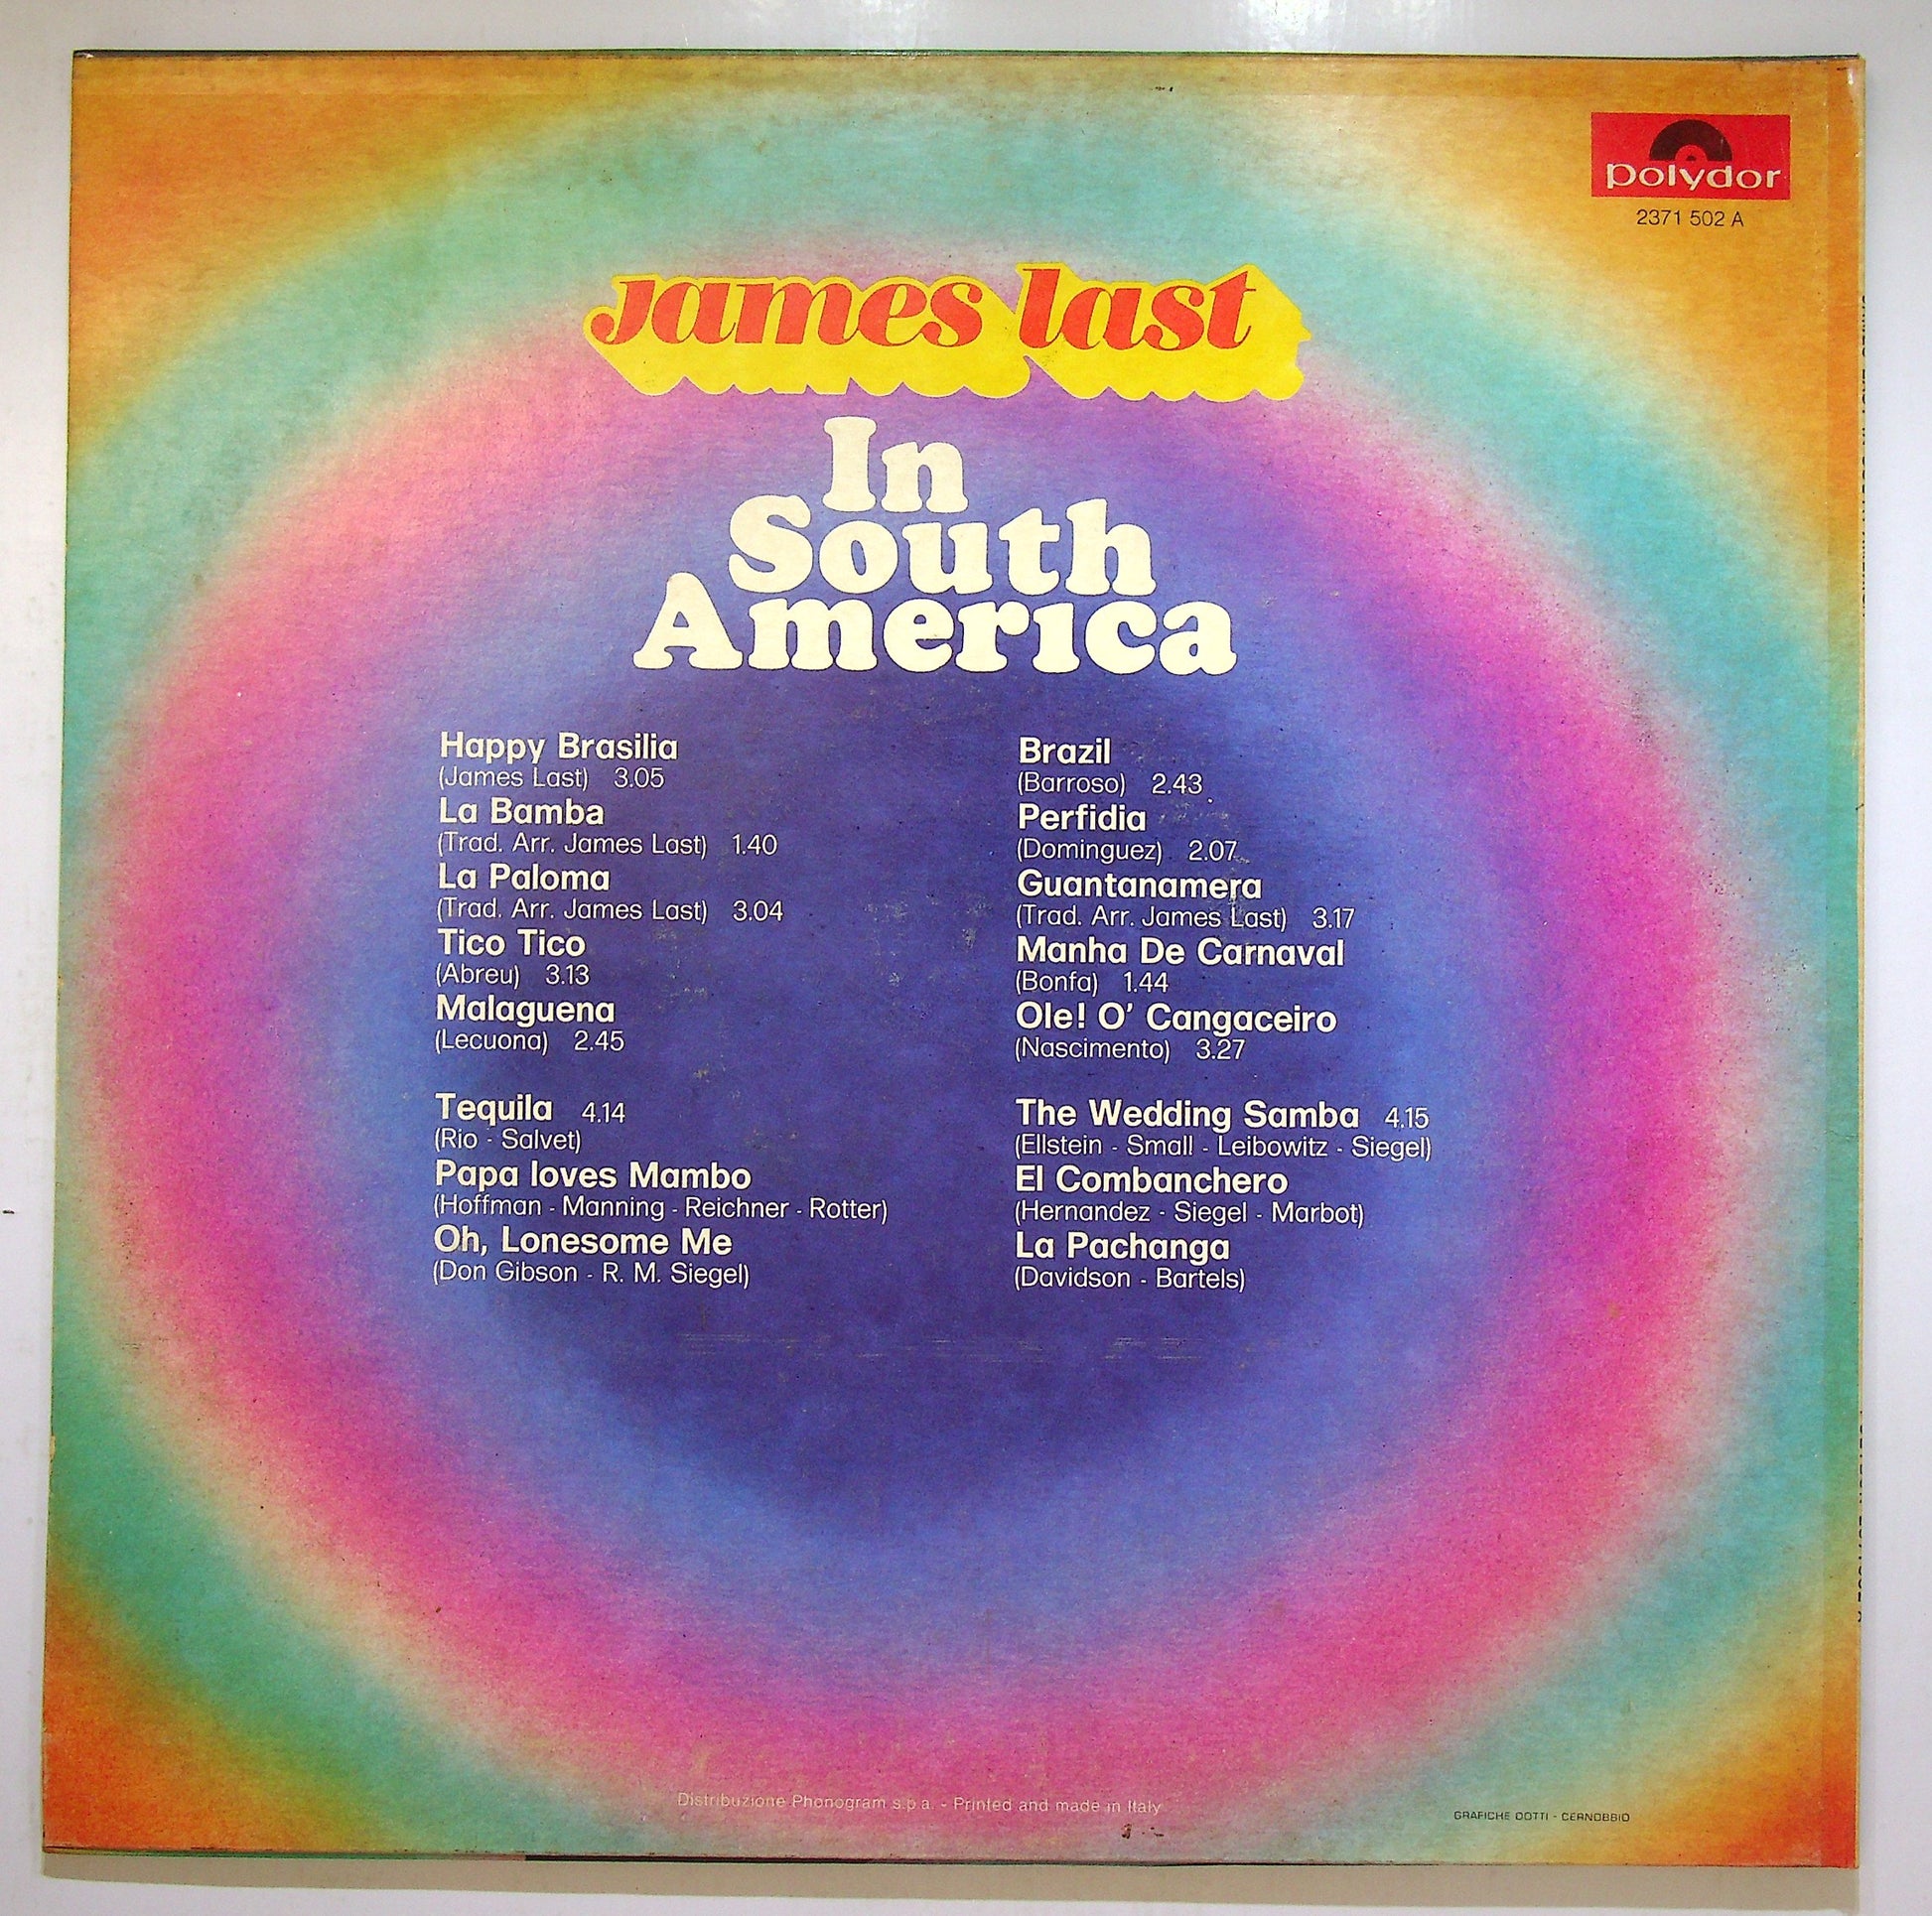 polydor
2371 502 A
james last
In
South
America
Happy Brasilia
(James Last) 3.05
La Bamba
(Trad. Arr. James Last) 1.40
La Paloma
(Trad. Arr. James Last) 3.04
Tico Tico
(Abreu) 3.13
Malaguena
(Lecuona) 2.45
Tequila 4.14
(Rio - Salvet)
Papa loves Mambo
(Hoffman - Manning - Reichner - Rotter)
Oh, Lonesome Me
(Don Gibson - R. M. Siegel)
Brazil
(Barroso) 2.43
Perfidia
(Dominguez) 2.07
Guantanamera
(Trad. Arr. James Last) 3.17
Manha De Carnaval
(Bonfa) 1.44
Ole! O' Cangaceiro
(Nascimento) 3.27
The Wedding Samba 4.15
(Ellstein - Small - Leibowitz - Siegel)
El Combanchero
(Hernandez - Siegel - Marbot)
La Pachanga
(Davidson - Bartels)
Distribuzione Phonogram s.p.a. - Printed and made in Italy
GRAFICHE DOTTI - CERNOBBIO